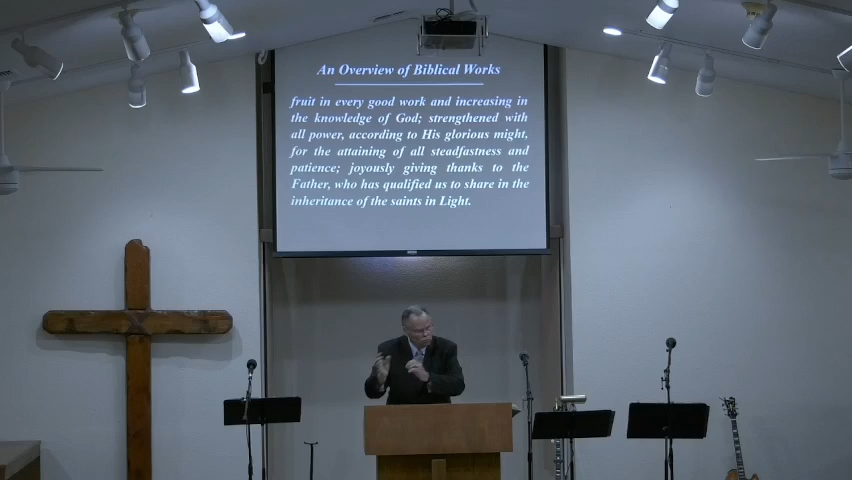 An Overview of Biblical Works
fruit in every good work and increasing in
the knowledge of God; strengthened with
all power, according to His glorious might,
for the attaining of all steadfastness and
patience; joyously giving thanks to the
Father, who has qualified us to share in the
inheritance of the saints in Light.